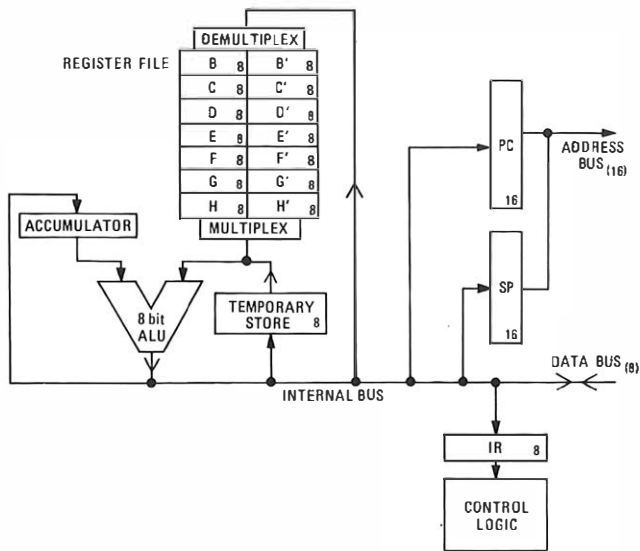 DEMULTIPLEX
REGISTER FILE
B 8 B' 8
C 8 C' 8
D 8 D' 8
E 8 E' 8
F 8 F' 8
G 8 G' 8
H 8 H' 8
MULTIPLEX
ACCUMULATOR
8 bit
ALU
TEMPORARY
STORE 8
INTERNAL BUS
PC
16
ADDRESS
BUS (16)
SP
16
DATA BUS (8)
IR 8
CONTROL
LOGIC